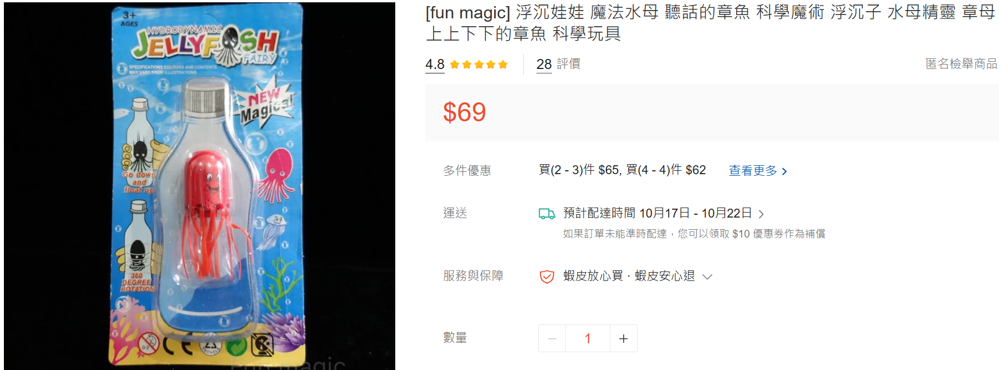 3+
AGES
HYDRODYNAMIC
JELLYFISH
FAIRY
SPECIFICATIONS COLOURS AND CONTENTS
MAY VARY FROM ILLUSTRATIONS
NEW
Magical
Go down
and
float up
360
DEGREE
ROTATION
0-3
CE
RECYCLE
Fun magic
[fun magic] 浮沉娃娃 魔法水母 聽話的章魚 科學魔術 浮沉子 水母精靈 章母
上上下下的章魚 科學玩具
4.8
28 評價
匿名檢舉商品
$69
多件優惠
買(2 - 3)件 $65, 買(4 - 4)件 $62
查看更多
運送
預計配達時間 10月17日 - 10月22日
如果訂單未能準時配達，您可以領取 $10 優惠券作為補償
服務與保障
蝦皮放心買 · 蝦皮安心退
數量
1